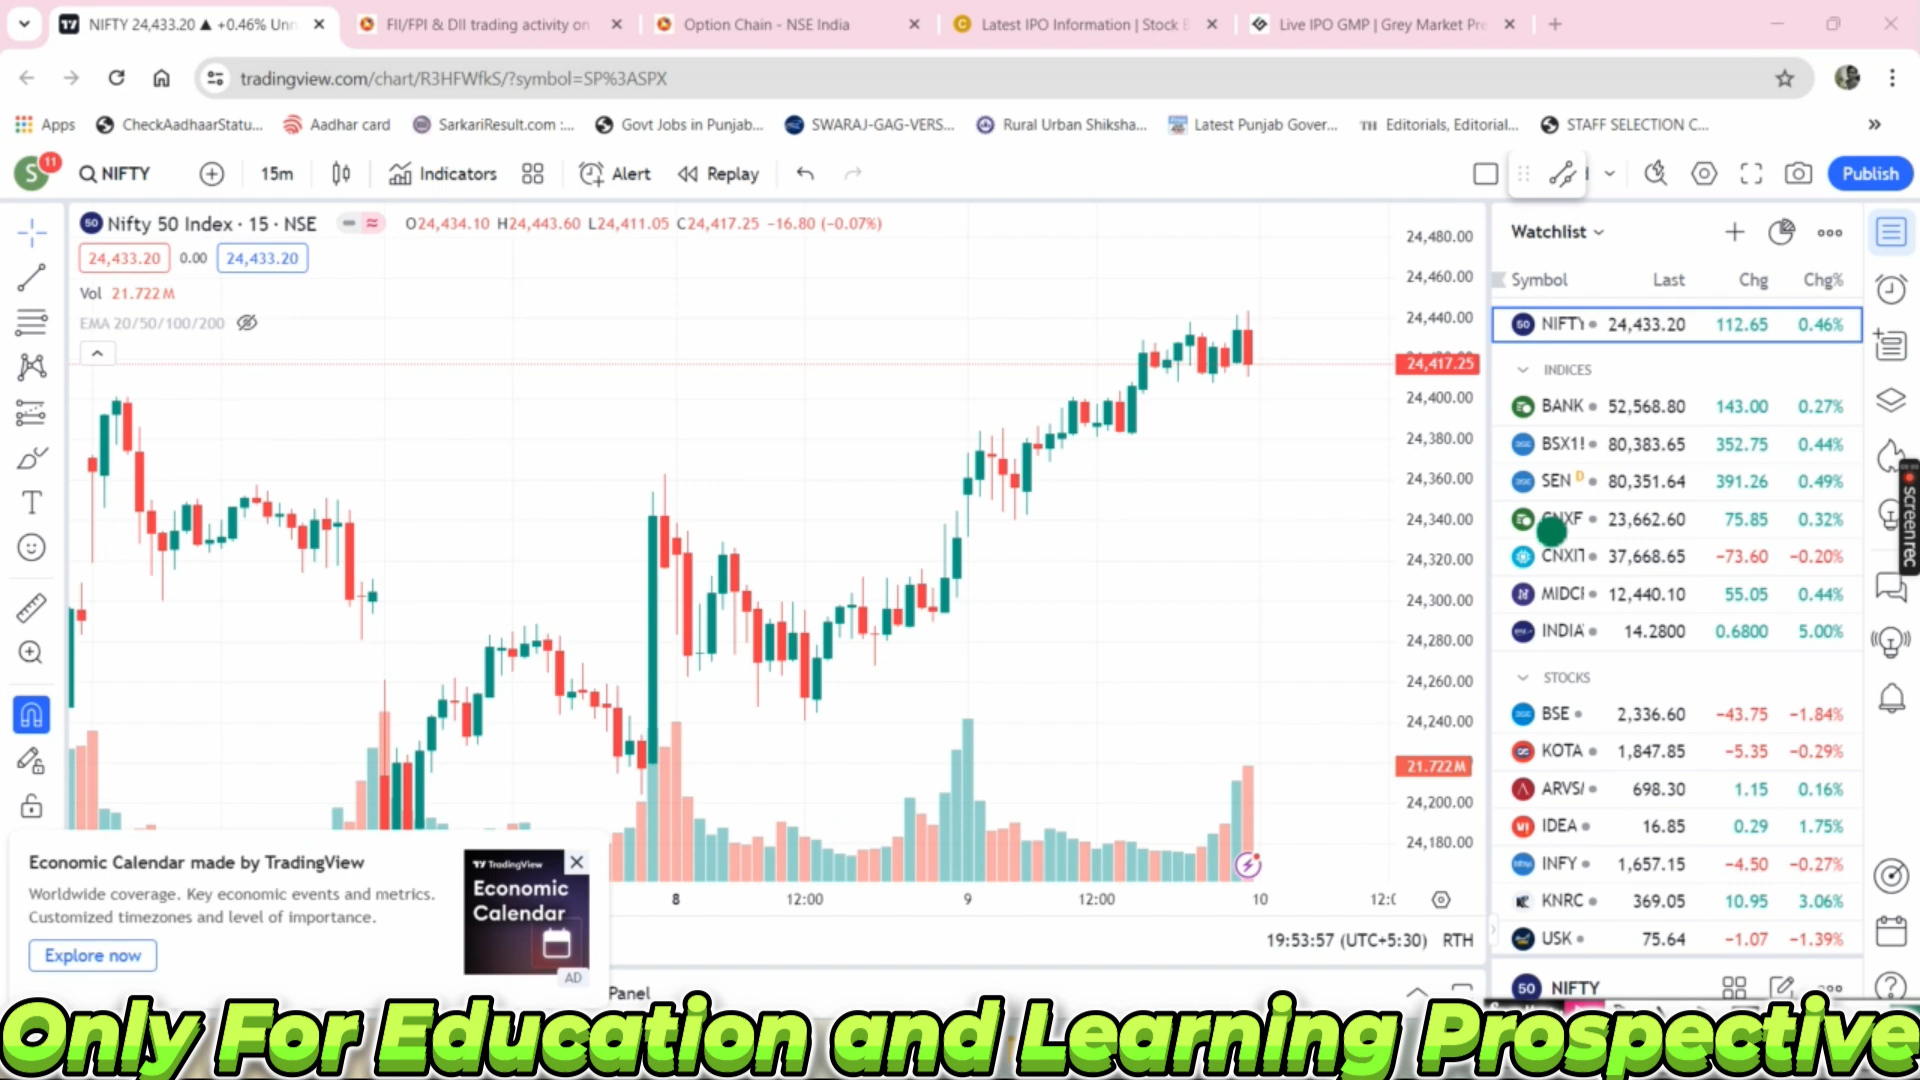 NIFTY 24,433.20 ▲ +0.46% Unn
FII/FPI & DII trading activity on
Option Chain - NSE India
Latest IPO Information | Stock B
Live IPO GMP | Grey Market Pre
tradingview.com/chart/R3HFWfkS/?symbol=SP%3ASPX
Apps
CheckAadhaarStatu...
Aadhar card
SarkariResult.com :...
Govt Jobs in Punjab...
SWARAJ-GAG-VERS...
Rural Urban Shiksha...
Latest Punjab Gover...
Editorials, Editorial...
STAFF SELECTION C...
S 11
NIFTY
15m
Indicators
Alert
Replay
Publish
Nifty 50 Index · 15 · NSE
O24,434.10 H24,443.60 L24,411.05 C24,417.25 −16.80 (−0.07%)
24,433.20 0.00 24,433.20
Vol 21.722M
EMA 20/50/100/200
24,480.00
24,460.00
24,440.00
24,417.25
24,400.00
24,380.00
24,360.00
24,340.00
24,320.00
24,300.00
24,280.00
24,260.00
24,240.00
21.722M
24,200.00
24,180.00
8 12:00 9 12:00 10
19:53:57 (UTC+5:30) RTH
Watchlist
Symbol Last Chg Chg%
NIFTY 24,433.20 112.65 0.46%
INDICES
BANK 52,568.80 143.00 0.27%
BSX1! 80,383.65 352.75 0.44%
SEN D 80,351.64 391.26 0.49%
CNXF 23,662.60 75.85 0.32%
CNXIT 37,668.65 −73.60 −0.20%
MIDCI 12,440.10 55.05 0.44%
INDIA 14.2800 0.6800 5.00%
STOCKS
BSE 2,336.60 −43.75 −1.84%
KOTA 1,847.85 −5.35 −0.29%
ARVS 698.30 1.15 0.16%
IDEA 16.85 0.29 1.75%
INFY 1,657.15 −4.50 −0.27%
KNRC 369.05 10.95 3.06%
USK 75.64 −1.07 −1.39%
50 NIFTY
screen rec
Economic Calendar made by TradingView
Worldwide coverage. Key economic events and metrics.
Customized timezones and level of importance.
Explore now
TradingView
Economic
Calendar
AD
Panel
Only For Education and Learning Prospective